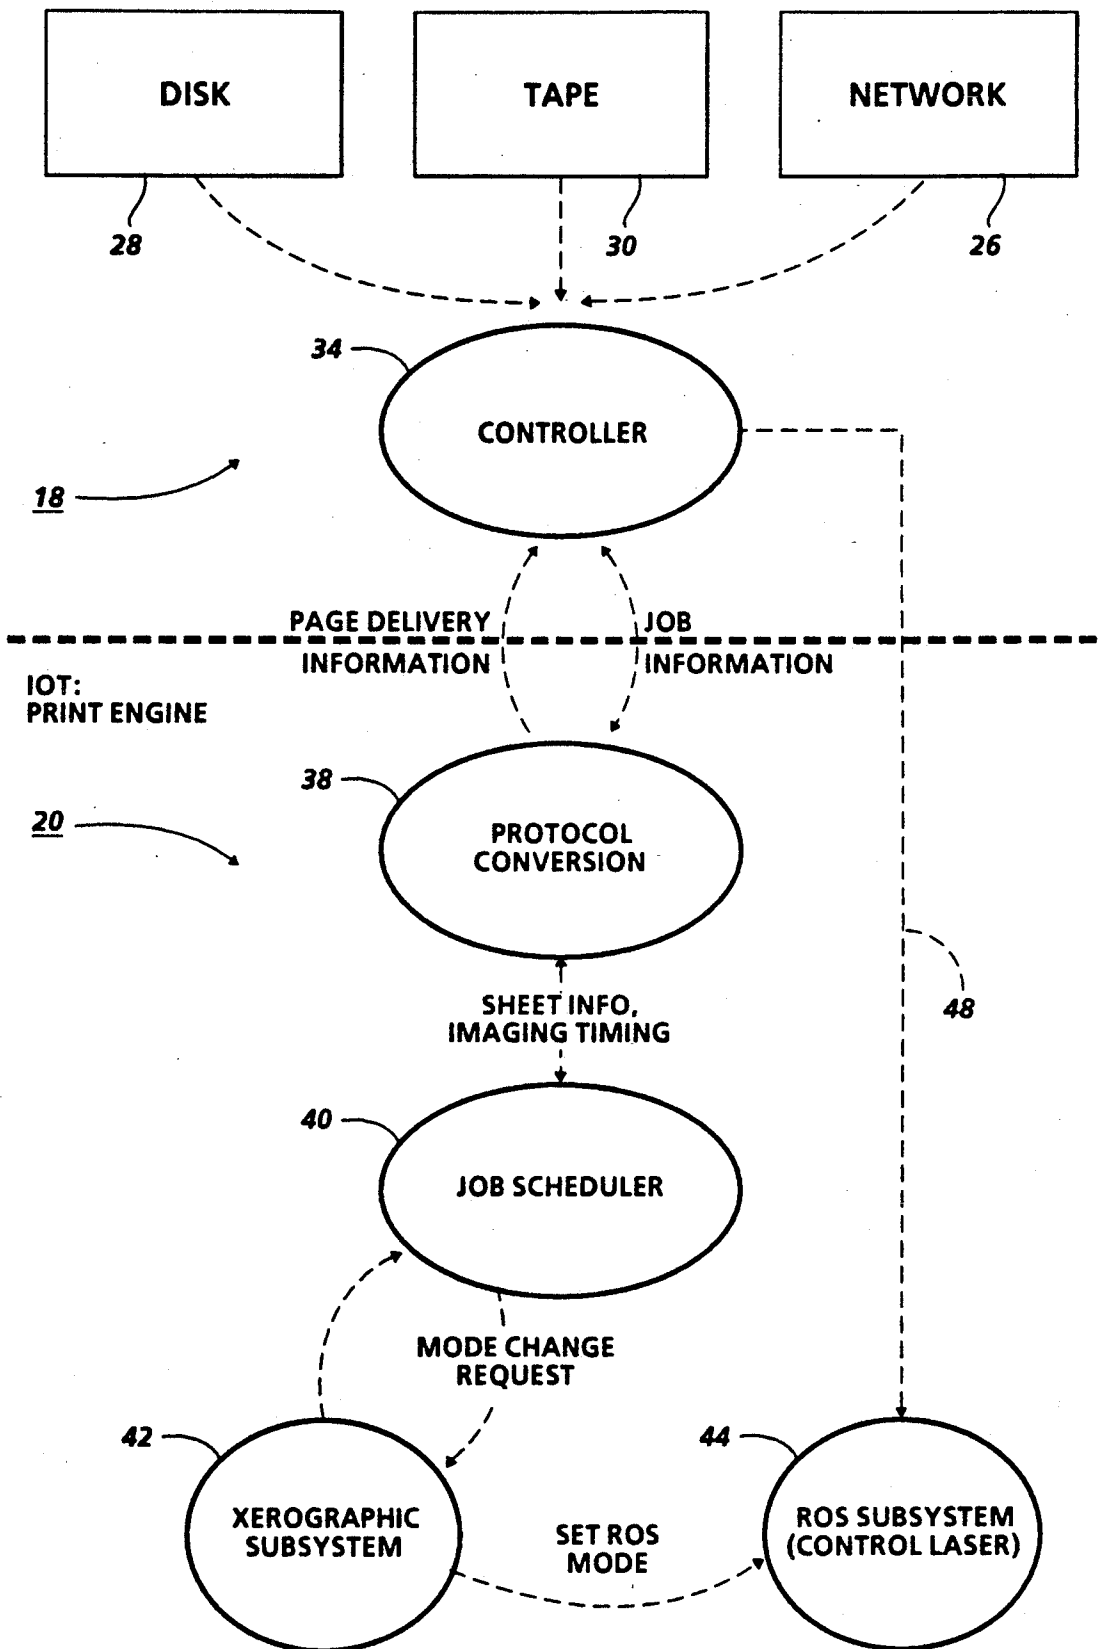 DISK
TAPE
NETWORK
28
30
26
34
CONTROLLER
18
PAGE DELIVERY
INFORMATION
JOB
INFORMATION
IOT:
PRINT ENGINE
38
20
PROTOCOL
CONVERSION
48
SHEET INFO,
IMAGING TIMING
40
JOB SCHEDULER
MODE CHANGE
REQUEST
42
44
XEROGRAPHIC
SUBSYSTEM
SET ROS
MODE
ROS SUBSYSTEM
(CONTROL LASER)